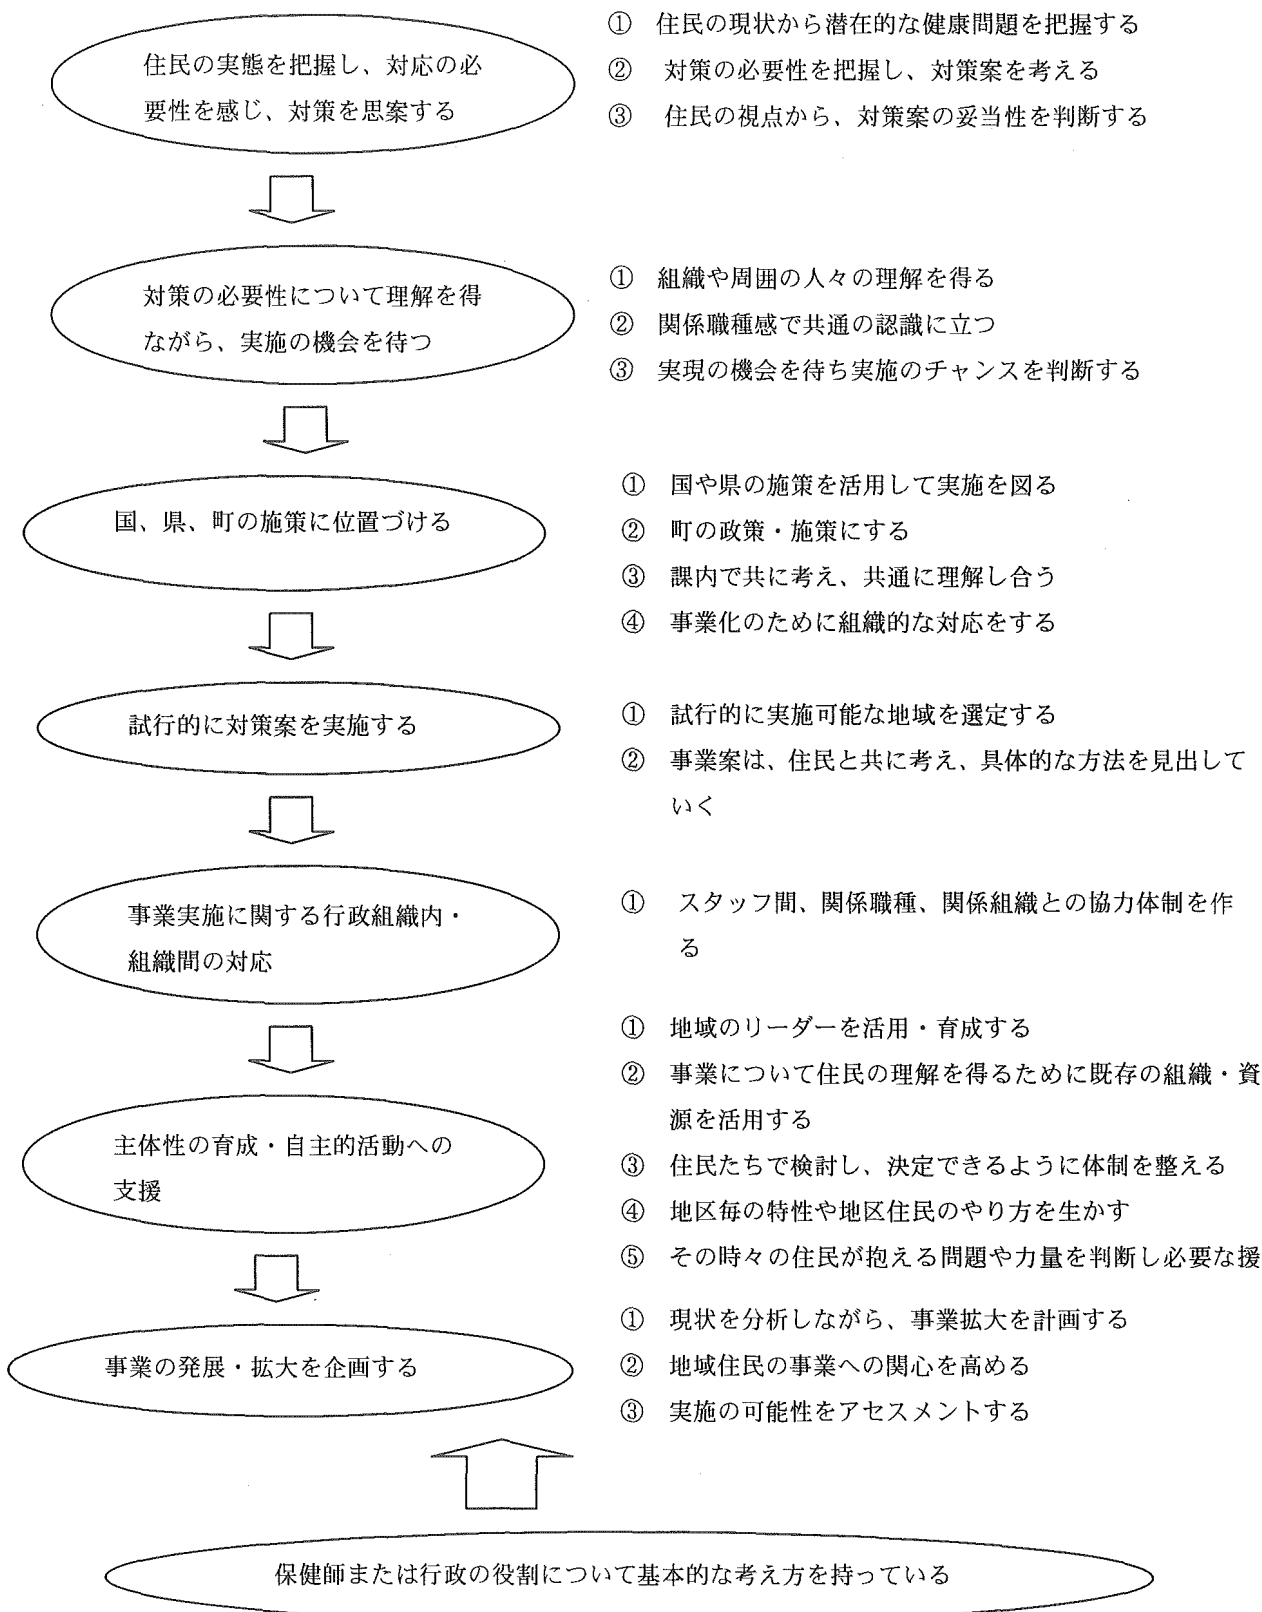 住民の実態を把握し、対応の必
要性を感じ、対策を思案する
① 住民の現状から潜在的な健康問題を把握する
② 対策の必要性を把握し、対策案を考える
③ 住民の視点から、対策案の妥当性を判断する
対策の必要性について理解を得
ながら、実施の機会を待つ
① 組織や周囲の人々の理解を得る
② 関係職種感で共通の認識に立つ
③ 実現の機会を待ち実施のチャンスを判断する
国、県、町の施策に位置づける
① 国や県の施策を活用して実施を図る
② 町の政策・施策にする
③ 課内で共に考え、共通に理解し合う
④ 事業化のために組織的な対応をする
試行的に対策案を実施する
① 試行的に実施可能な地域を選定する
② 事業案は、住民と共に考え、具体的な方法を見出して
いく
事業実施に関する行政組織内・
組織間の対応
① スタッフ間、関係職種、関係組織との協力体制を作
る
主体性の育成・自主的活動への
支援
① 地域のリーダーを活用・育成する
② 事業について住民の理解を得るために既存の組織・資
源を活用する
③ 住民たちで検討し、決定できるように体制を整える
④ 地区毎の特性や地区住民のやり方を生かす
⑤ その時々の住民が抱える問題や力量を判断し必要な援
事業の発展・拡大を企画する
① 現状を分析しながら、事業拡大を計画する
② 地域住民の事業への関心を高める
③ 実施の可能性をアセスメントする
保健師または行政の役割について基本的な考え方を持っている